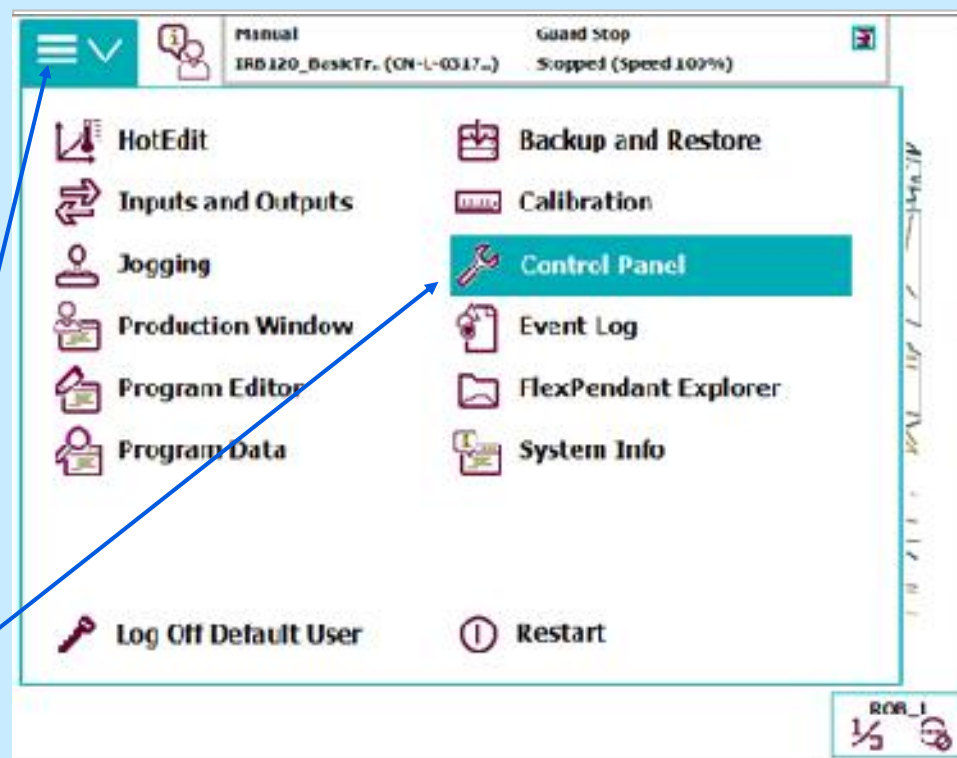 Manual
Guard Stop
IRB120_BasicTr.. (CN-L-0317..)
Stopped (Speed 100%)
HotEdit
Backup and Restore
Inputs and Outputs
Calibration
Jogging
Control Panel
Production Window
Event Log
Program Editor
FlexPendant Explorer
Program Data
System Info
Log Off Default User
Restart
ROB_1